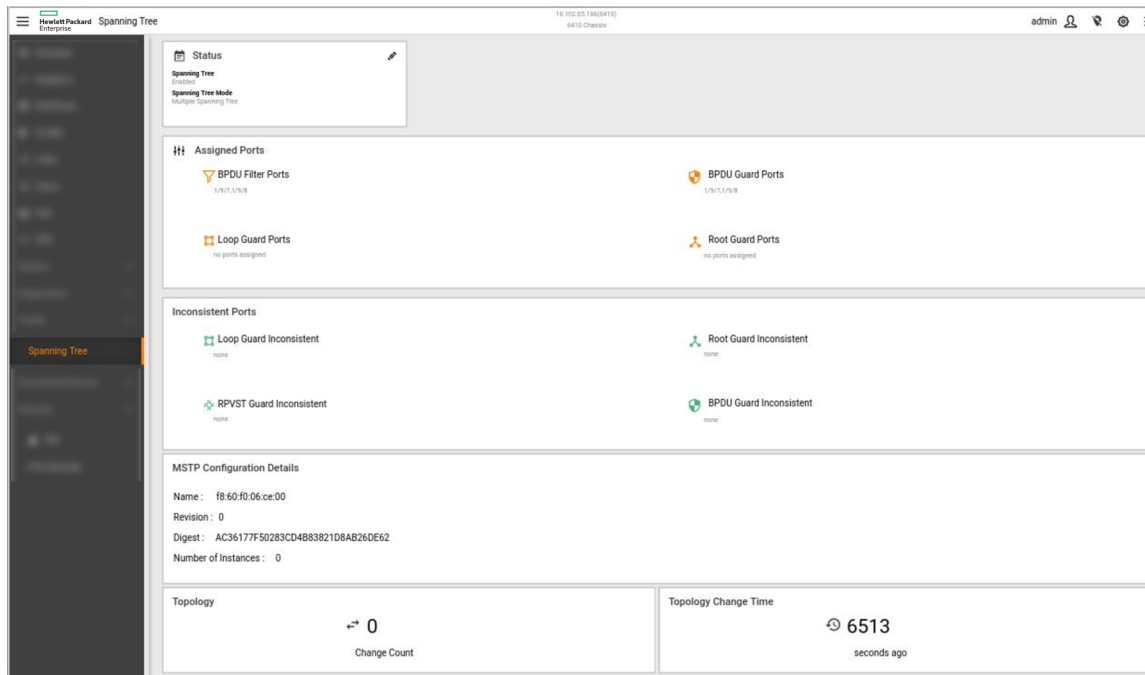 Hewlett Packard
Enterprise
Spanning Tree
10.102.65.166(6410)
6410 Chassis
admin
Status
Spanning Tree
Enabled
Spanning Tree Mode
Multiple Spanning Tree
Assigned Ports
BPDU Filter Ports
1/9/7,1/9/8
BPDU Guard Ports
1/9/7,1/9/8
Loop Guard Ports
no ports assigned
Root Guard Ports
no ports assigned
Inconsistent Ports
Loop Guard Inconsistent
none
Root Guard Inconsistent
none
Spanning Tree
RPVST Guard Inconsistent
none
BPDU Guard Inconsistent
none
MSTP Configuration Details
Name : f8:60:f0:06:ce:00
Revision : 0
Digest : AC36177F50283CD4B83821D8AB26DE62
Number of Instances : 0
Topology
0
Change Count
Topology Change Time
6513
seconds ago